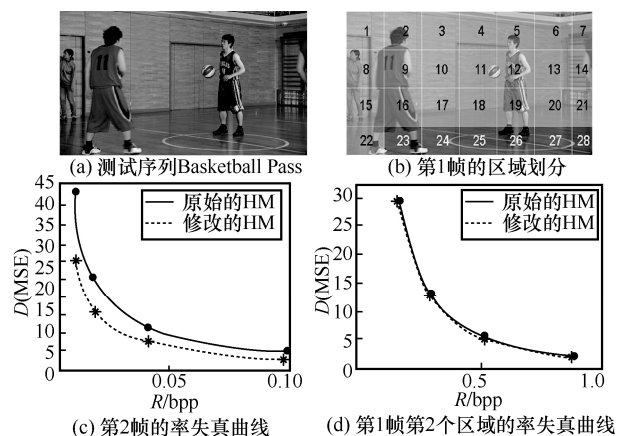 11
1 2 3 4 5 6 7
8 9 10 11 12 13 14
15 16 17 18 19 20 21
22 23 24 25 26 27 28
(a) 测试序列Basketball Pass
(b) 第1帧的区域划分
45
40
35
30
25
20
15
10
5
0
D(MSE)
原始的HM
修改的HM
0.05
0.10
R/bpp
(c) 第2帧的率失真曲线
30
25
20
15
10
5
0
D(MSE)
原始的HM
修改的HM
0.5
1.0
R/bpp
(d) 第1帧第2个区域的率失真曲线